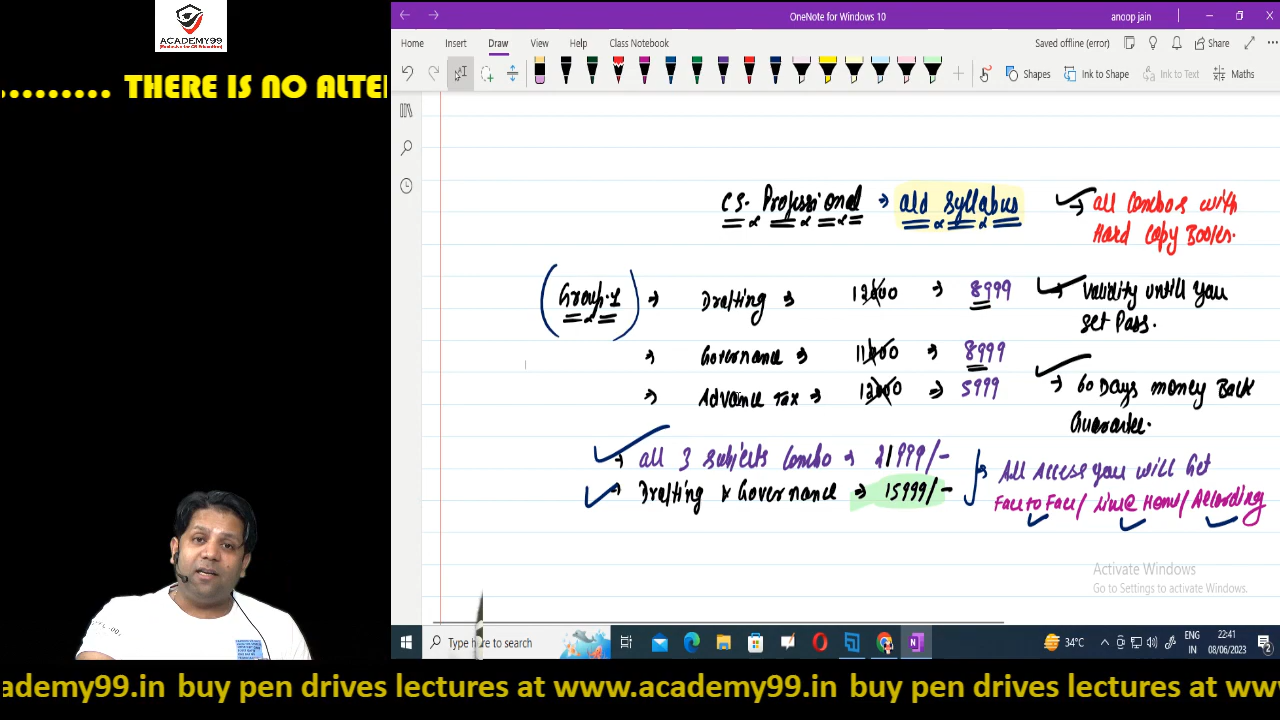 ACADEMY99
......... THERE IS NO ALTE
OneNote for Windows 10
anoop jain
Home Insert Draw View Help Class Notebook
Saved offline (error)
Share
Shapes Ink to Shape Ink to Text Maths
CS. Professional → old Syllabus
→ all Combos with
Hard Copy Books.
Group-1 → Drafting → 12000 → 8999
→ Validity until you
get Pass.
→ Governance → 11000 → 8999
→ Advance Tax → 12000 → 5999
→ 60 Days money Back
Guarantee.
→ all 3 subjects Combo → 21999/-
→ Drafting & Governance → 15999/-
All Access you will Get
Face to Face/ Live@ Home/ According
Activate Windows
Go to Settings to activate Windows.
Type here to search
34°C
ENG
IN
22:41
08/06/2023
2
ademy99.in buy pen drives lectures at www.academy99.in buy pen drives lectures at www